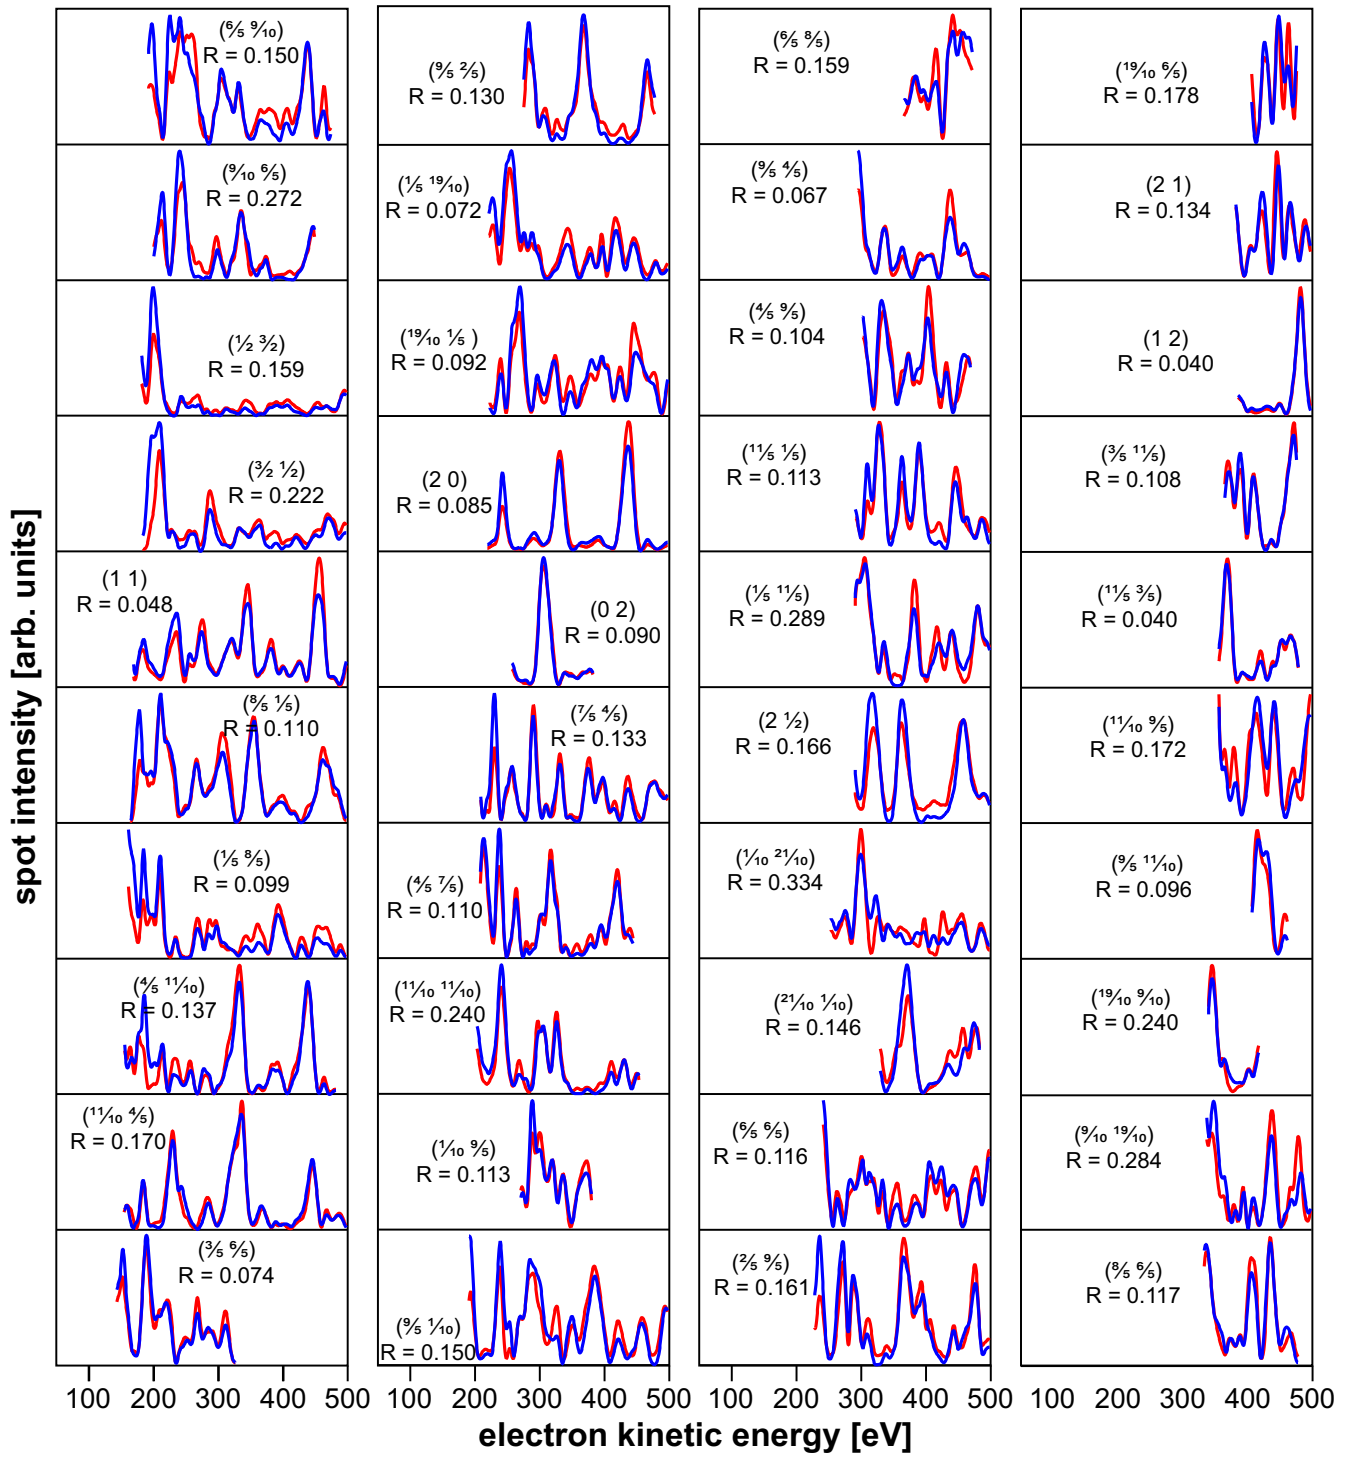 (⁶⁄₅ ⁹⁄₁₀)
R = 0.150
(⁹⁄₁₀ ⁶⁄₅)
R = 0.272
(½ ³⁄₂)
R = 0.159
(³⁄₂ ½)
R = 0.222
(1 1)
R = 0.048
(⁸⁄₅ ¹⁄₅)
R = 0.110
(¹⁄₅ ⁸⁄₅)
R = 0.099
(⁴⁄₅ ¹¹⁄₁₀)
R = 0.137
(¹¹⁄₁₀ ⁴⁄₅)
R = 0.170
(³⁄₅ ⁶⁄₅)
R = 0.074
(⁹⁄₅ ²⁄₅)
R = 0.130
(¹⁄₅ ¹⁹⁄₁₀)
R = 0.072
(¹⁹⁄₁₀ ¹⁄₅ )
R = 0.092
(2 0)
R = 0.085
(0 2)
R = 0.090
(⁷⁄₅ ⁴⁄₅)
R = 0.133
(⁴⁄₅ ⁷⁄₅)
R = 0.110
(¹¹⁄₁₀ ¹¹⁄₁₀)
R = 0.240
(¹⁄₁₀ ⁹⁄₅)
R = 0.113
(⁹⁄₅ ¹⁄₁₀)
R = 0.150
(⁶⁄₅ ⁸⁄₅)
R = 0.159
(⁹⁄₅ ⁴⁄₅)
R = 0.067
(⁴⁄₅ ⁹⁄₅)
R = 0.104
(¹¹⁄₅ ¹⁄₅)
R = 0.113
(¹⁄₅ ¹¹⁄₅)
R = 0.289
(2 ½)
R = 0.166
(¹⁄₁₀ ²¹⁄₁₀)
R = 0.334
(²¹⁄₁₀ ¹⁄₁₀)
R = 0.146
(⁶⁄₅ ⁶⁄₅)
R = 0.116
(²⁄₅ ⁹⁄₅)
R = 0.161
(¹⁹⁄₁₀ ⁶⁄₅)
R = 0.178
(2 1)
R = 0.134
(1 2)
R = 0.040
(³⁄₅ ¹¹⁄₅)
R = 0.108
(¹¹⁄₅ ³⁄₅)
R = 0.040
(¹¹⁄₁₀ ⁹⁄₅)
R = 0.172
(⁹⁄₅ ¹¹⁄₁₀)
R = 0.096
(¹⁹⁄₁₀ ⁹⁄₁₀)
R = 0.240
(⁹⁄₁₀ ¹⁹⁄₁₀)
R = 0.284
(⁸⁄₅ ⁶⁄₅)
R = 0.117
100 200 300 400 500 100 200 300 400 500 100 200 300 400 500 100 200 300 400 500
electron kinetic energy [eV]
spot intensity [arb. units]